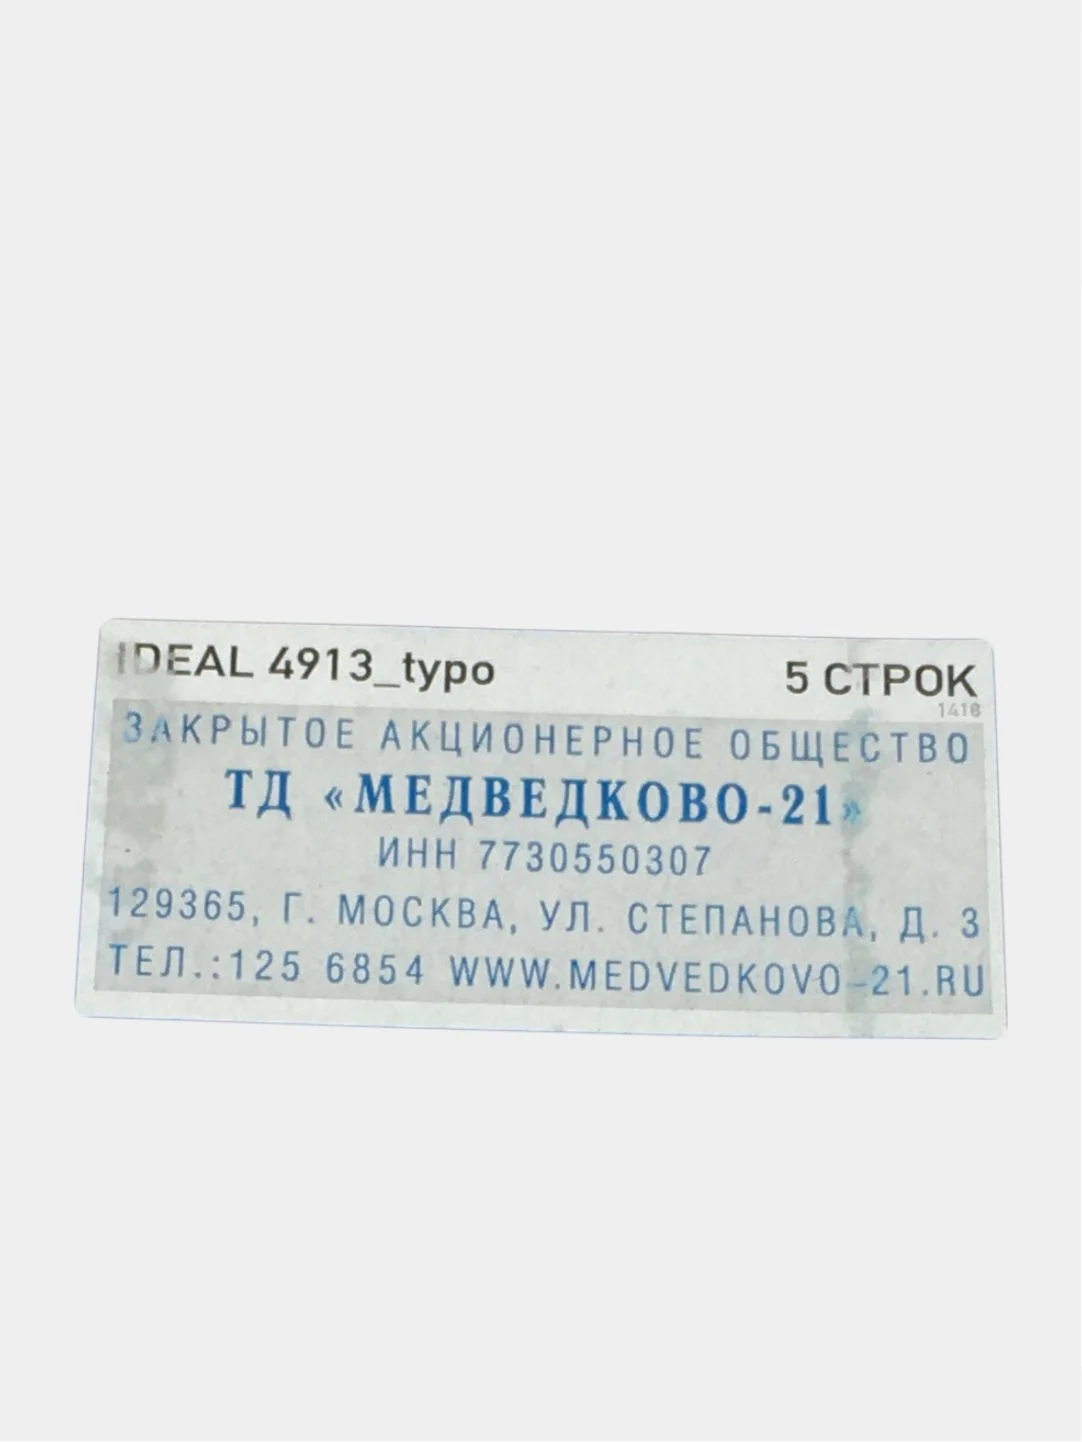 IDEAL 4913_typo 5 СТРОК
1418
ЗАКРЫТОЕ АКЦИОНЕРНОЕ ОБЩЕСТВО
ТД «МЕДВЕДКОВО-21»
ИНН 7730550307
129365, Г. МОСКВА, УЛ. СТЕПАНОВА, Д. 3
ТЕЛ.:125 6854 WWW.MEDVEDKOVO-21.RU